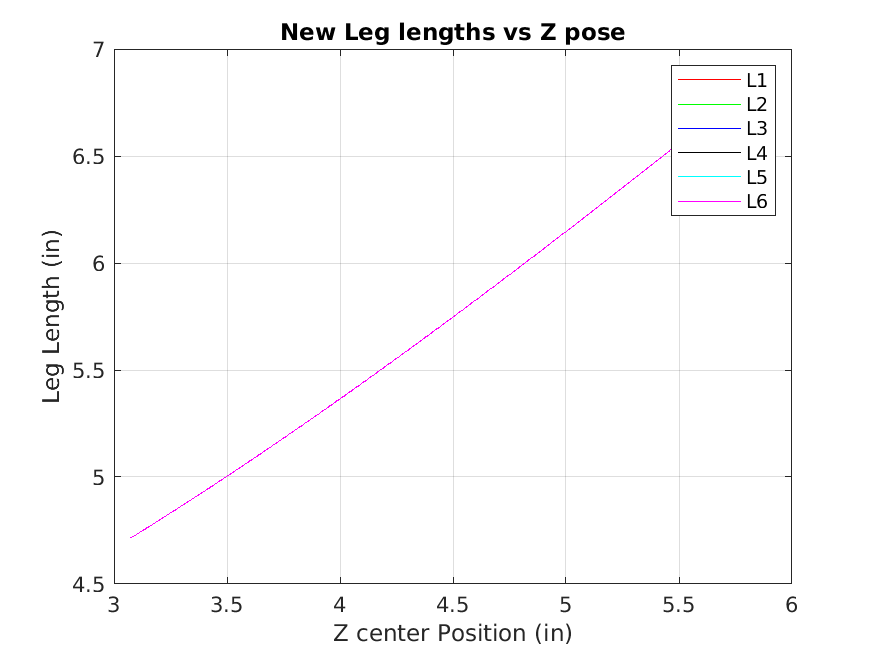 New Leg lengths vs Z pose
7
6.5
6
5.5
5
4.5
Leg Length (in)
L1
L2
L3
L4
L5
L6
3
3.5
4
4.5
5
5.5
6
Z center Position (in)